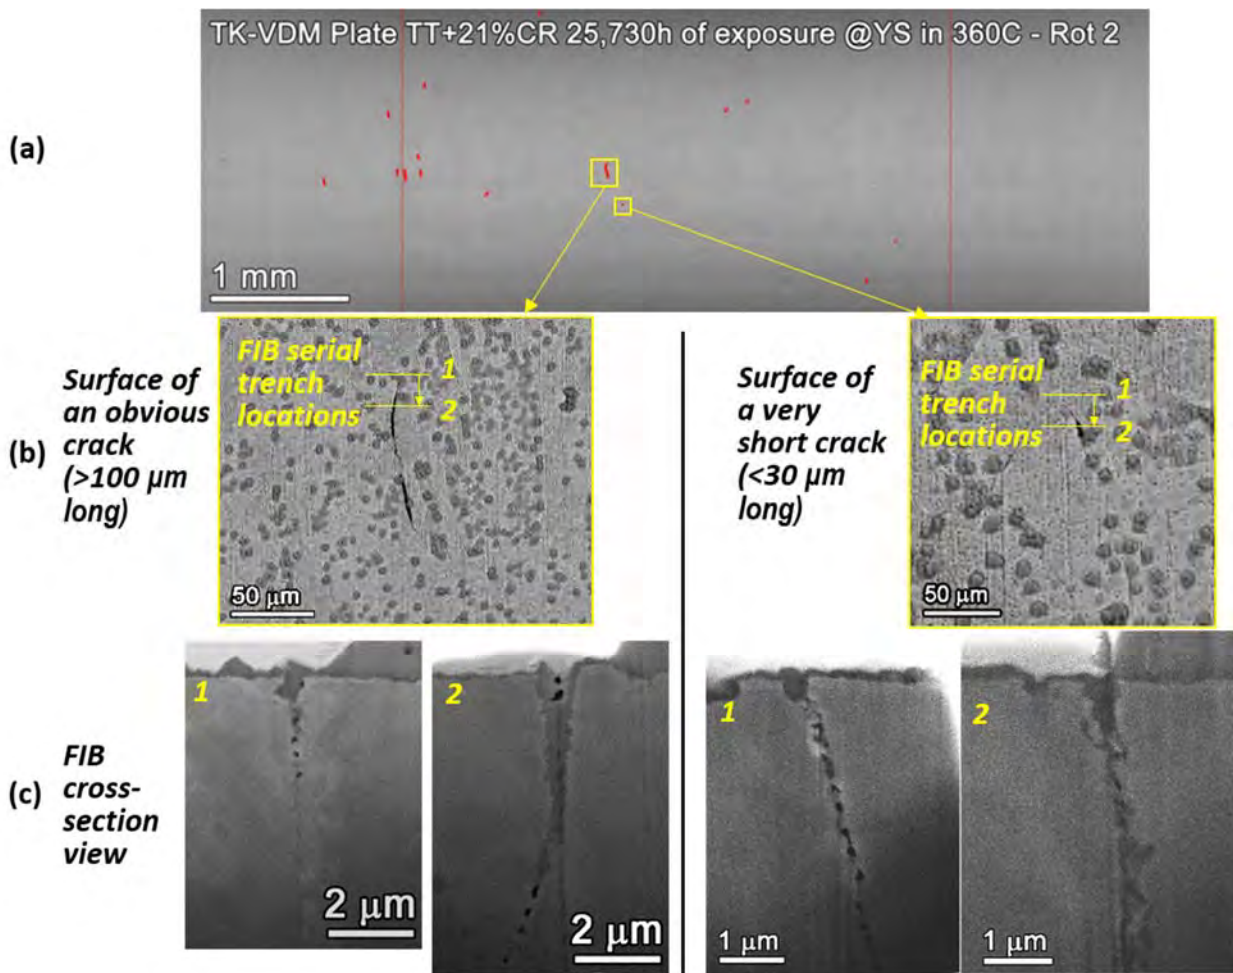 TK-VDM Plate TT+21%CR 25,730h of exposure @YS in 360C - Rot 2
(a)
1 mm
(b)
Surface of
an obvious
crack
(>100 µm
long)
FIB serial
trench
locations
1
2
50 µm
Surface of
a very
short crack
(<30 µm
long)
FIB serial
trench
locations
1
2
50 µm
(c)
FIB
cross-
section
view
1
2 µm
2
2 µm
1
1 µm
2
1 µm